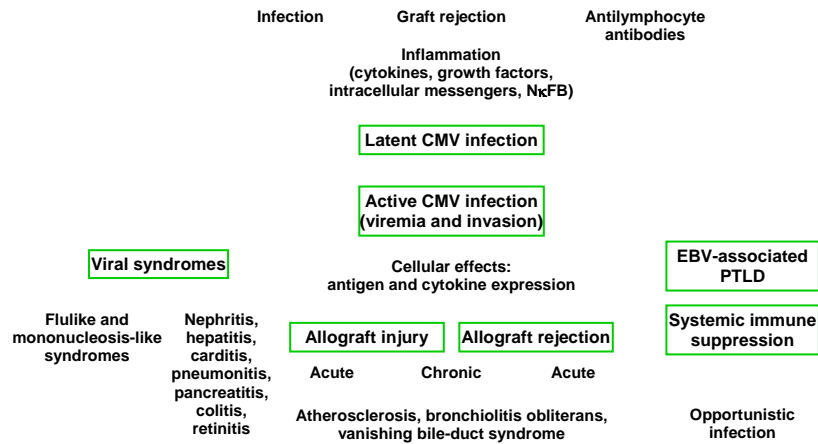 Infection
Graft rejection
Antilymphocyte
antibodies
Inflammation
(cytokines, growth factors,
intracellular messengers, NκFB)
Latent CMV infection
Active CMV infection
(viremia and invasion)
Viral syndromes
Cellular effects:
antigen and cytokine expression
EBV-associated
PTLD
Flulike and
mononucleosis-like
syndromes
Nephritis,
hepatitis,
carditis,
pneumonitis,
pancreatitis,
colitis,
retinitis
Allograft injury
Allograft rejection
Systemic immune
suppression
Acute
Chronic
Acute
Atherosclerosis, bronchiolitis obliterans,
vanishing bile-duct syndrome
Opportunistic
infection